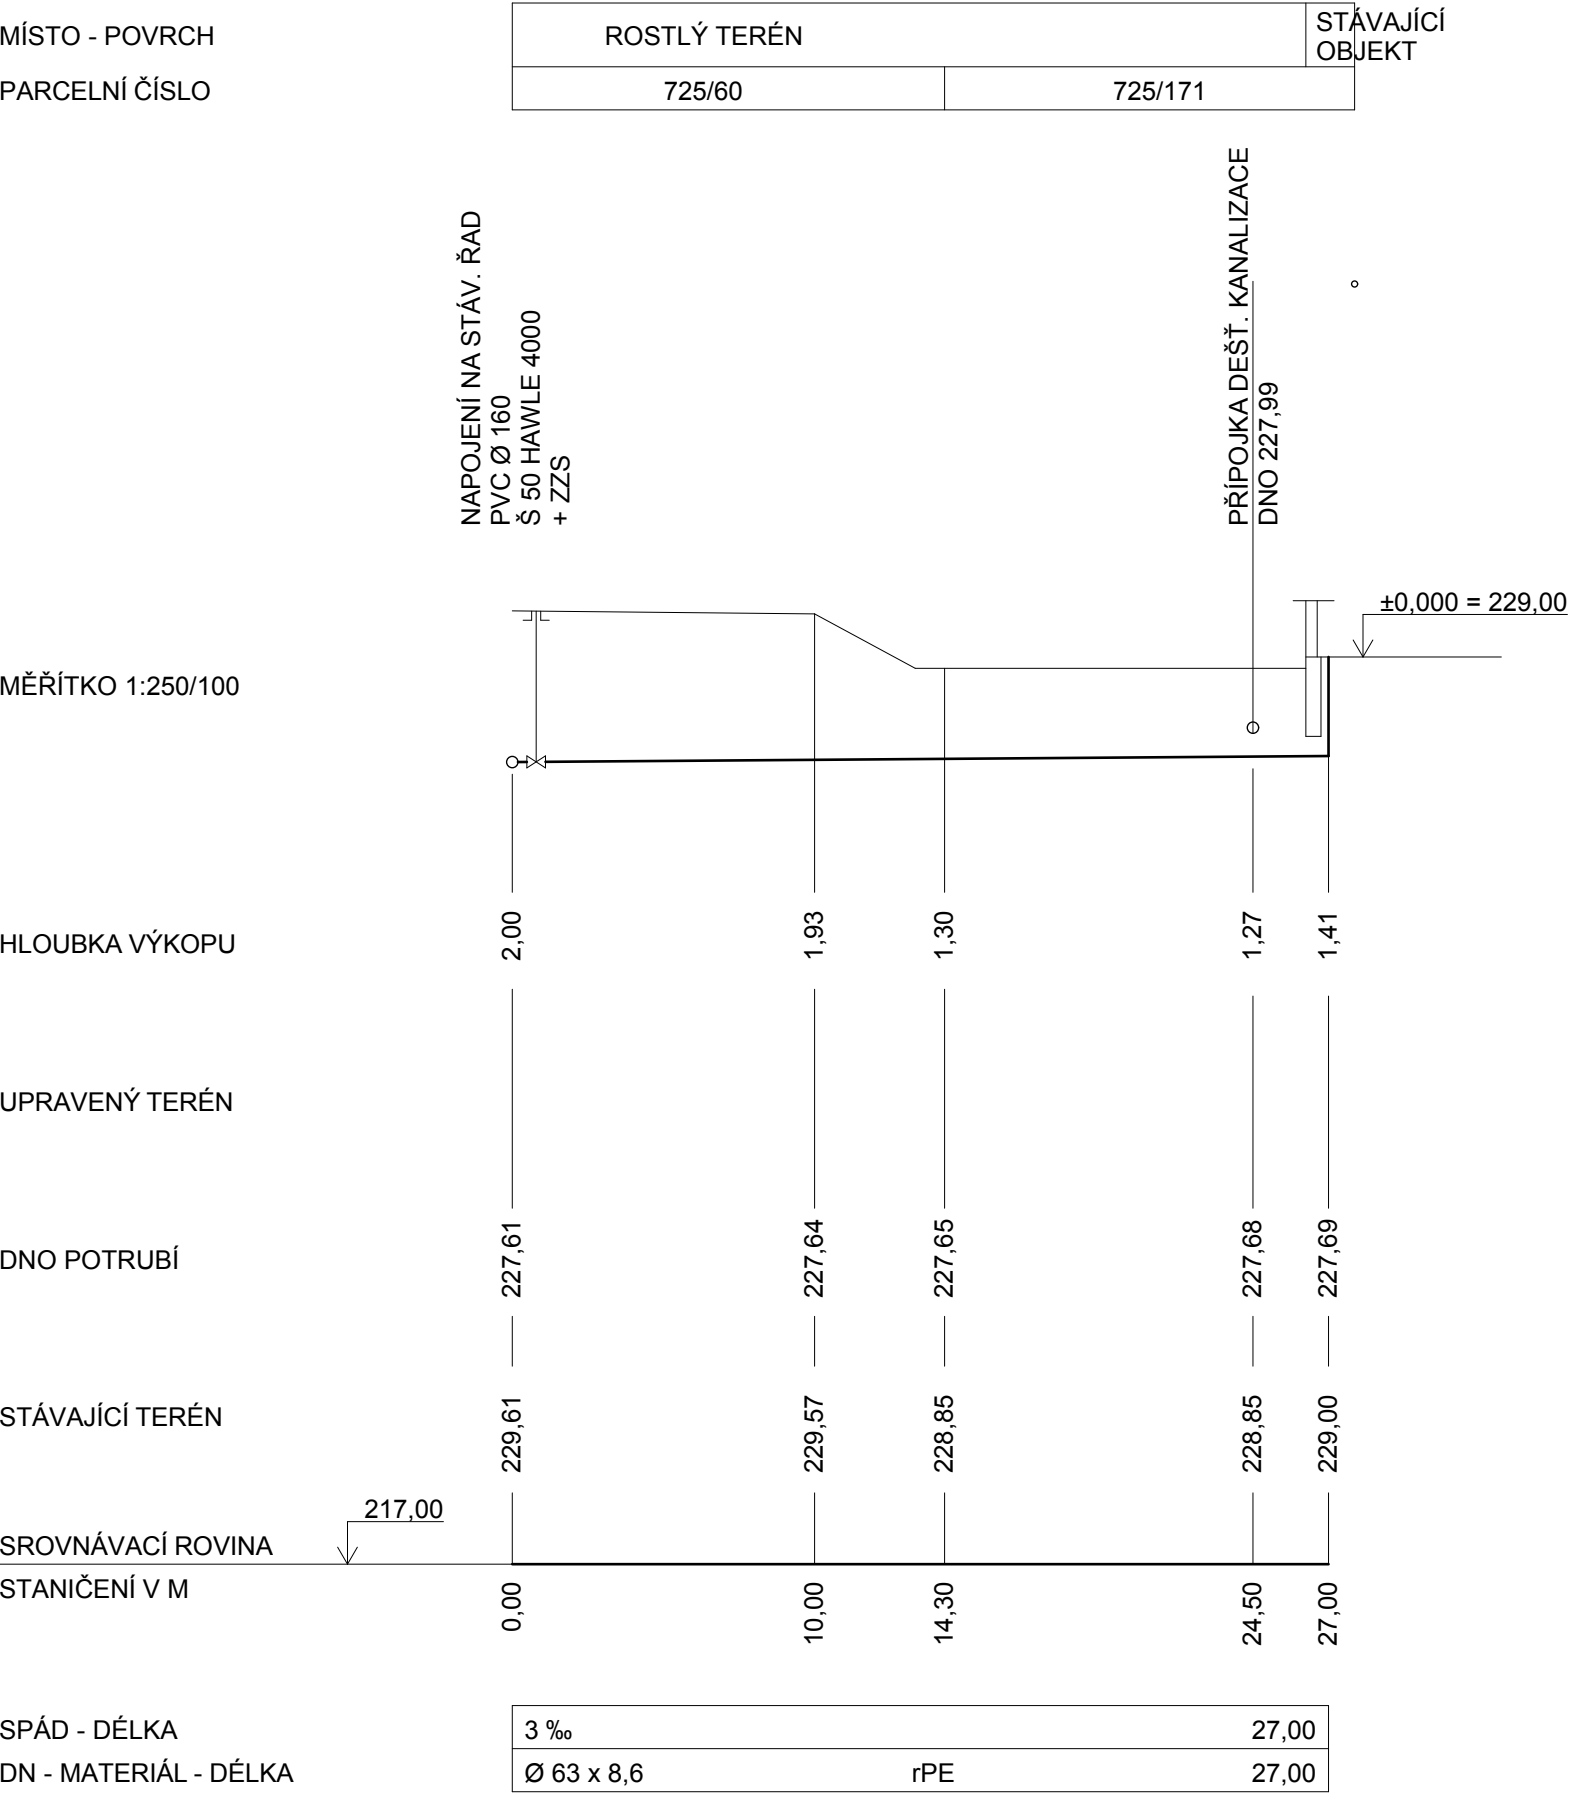 MÍSTO - POVRCH
ROSTLÝ TERÉN
STÁVAJÍCÍ
OBJEKT
PARCELNÍ ČÍSLO
725/60
725/171
NAPOJENÍ NA STÁV. ŘAD
PVC Ø 160
Š 50 HAWLE 4000
+ ZZS
PŘÍPOJKA DEŠŤ. KANALIZACE
DNO 227,99
±0,000 = 229,00
MĚŘÍTKO 1:250/100
HLOUBKA VÝKOPU
2,00
1,93
1,30
1,27
1,41
UPRAVENÝ TERÉN
DNO POTRUBÍ
227,61
227,64
227,65
227,68
227,69
STÁVAJÍCÍ TERÉN
229,61
229,57
228,85
228,85
229,00
217,00
SROVNÁVACÍ ROVINA
STANIČENÍ V M
0,00
10,00
14,30
24,50
27,00
SPÁD - DÉLKA
3 ‰
27,00
DN - MATERIÁL - DÉLKA
Ø 63 x 8,6
rPE
27,00